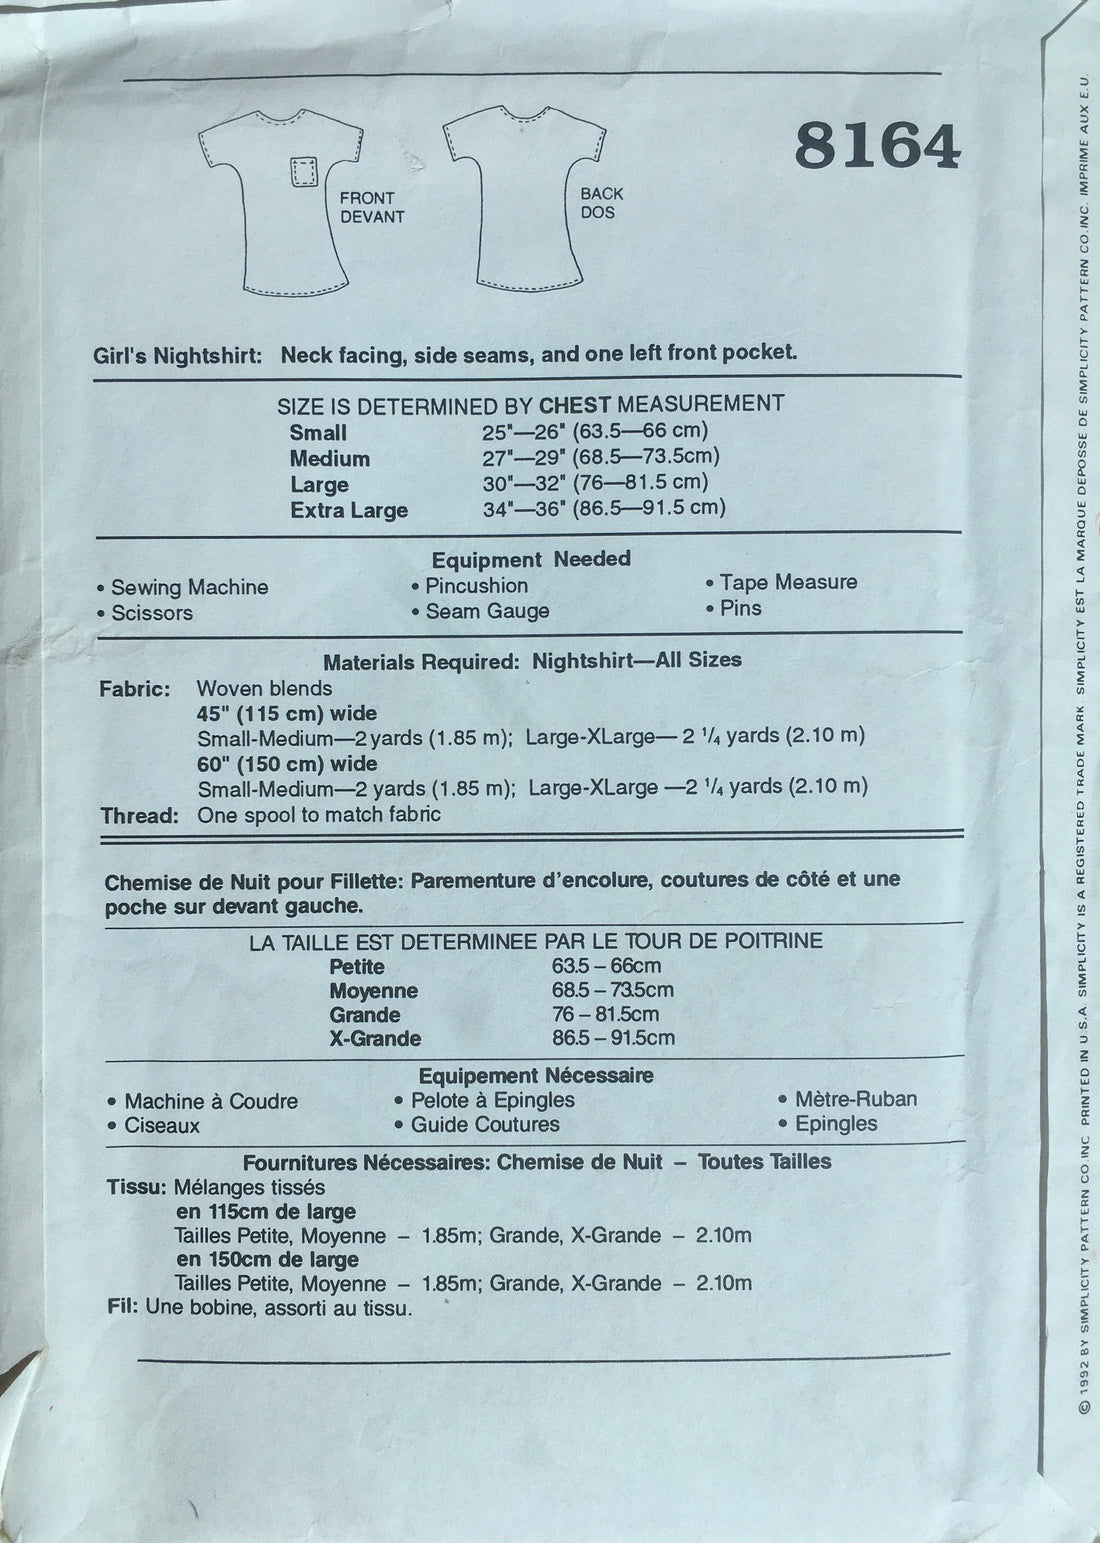 8164
FRONT
DEVANT
BACK
DOS
Girl's Nightshirt: Neck facing, side seams, and one left front pocket.
SIZE IS DETERMINED BY CHEST MEASUREMENT
Small 25"—26" (63.5—66 cm)
Medium 27"—29" (68.5—73.5cm)
Large 30"—32" (76—81.5 cm)
Extra Large 34"—36" (86.5—91.5 cm)
Equipment Needed
• Sewing Machine • Pincushion • Tape Measure
• Scissors • Seam Gauge • Pins
Materials Required: Nightshirt—All Sizes
Fabric: Woven blends
45" (115 cm) wide
Small-Medium—2 yards (1.85 m); Large-XLarge— 2 1/4 yards (2.10 m)
60" (150 cm) wide
Small-Medium—2 yards (1.85 m); Large-XLarge —2 1/4 yards (2.10 m)
Thread: One spool to match fabric
Chemise de Nuit pour Fillette: Parementure d'encolure, coutures de côté et une
poche sur devant gauche.
LA TAILLE EST DETERMINEE PAR LE TOUR DE POITRINE
Petite 63.5 – 66cm
Moyenne 68.5 – 73.5cm
Grande 76 – 81.5cm
X-Grande 86.5 – 91.5cm
Equipement Nécessaire
• Machine à Coudre • Pelote à Epingles • Mètre-Ruban
• Ciseaux • Guide Coutures • Epingles
Fournitures Nécessaires: Chemise de Nuit – Toutes Tailles
Tissu: Mélanges tissés
en 115cm de large
Tailles Petite, Moyenne – 1.85m; Grande, X-Grande – 2.10m
en 150cm de large
Tailles Petite, Moyenne – 1.85m; Grande, X-Grande – 2.10m
Fil: Une bobine, assorti au tissu.
© 1992 BY SIMPLICITY PATTERN CO.INC PRINTED IN U.S.A. SIMPLICITY IS A REGISTERED TRADE MARK SIMPLICITY EST LA MARQUE DEPOSSE DE SIMPLICITY PATTERN CO.INC. IMPRIME AUX E.U.